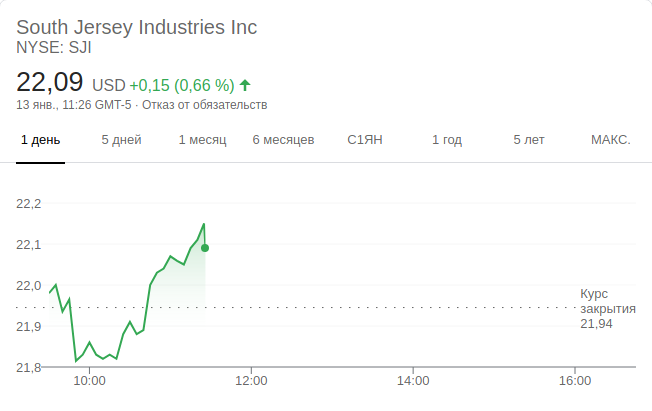 South Jersey Industries Inc
NYSE: SJI
22,09 USD +0,15 (0,66 %)
13 янв., 11:26 GMT-5 · Отказ от обязательств
1 день 5 дней 1 месяц 6 месяцев С1ЯН 1 год 5 лет МАКС.
22,2
22,1
22,0
21,9
21,8
Курс
закрытия
21,94
10:00 12:00 14:00 16:00